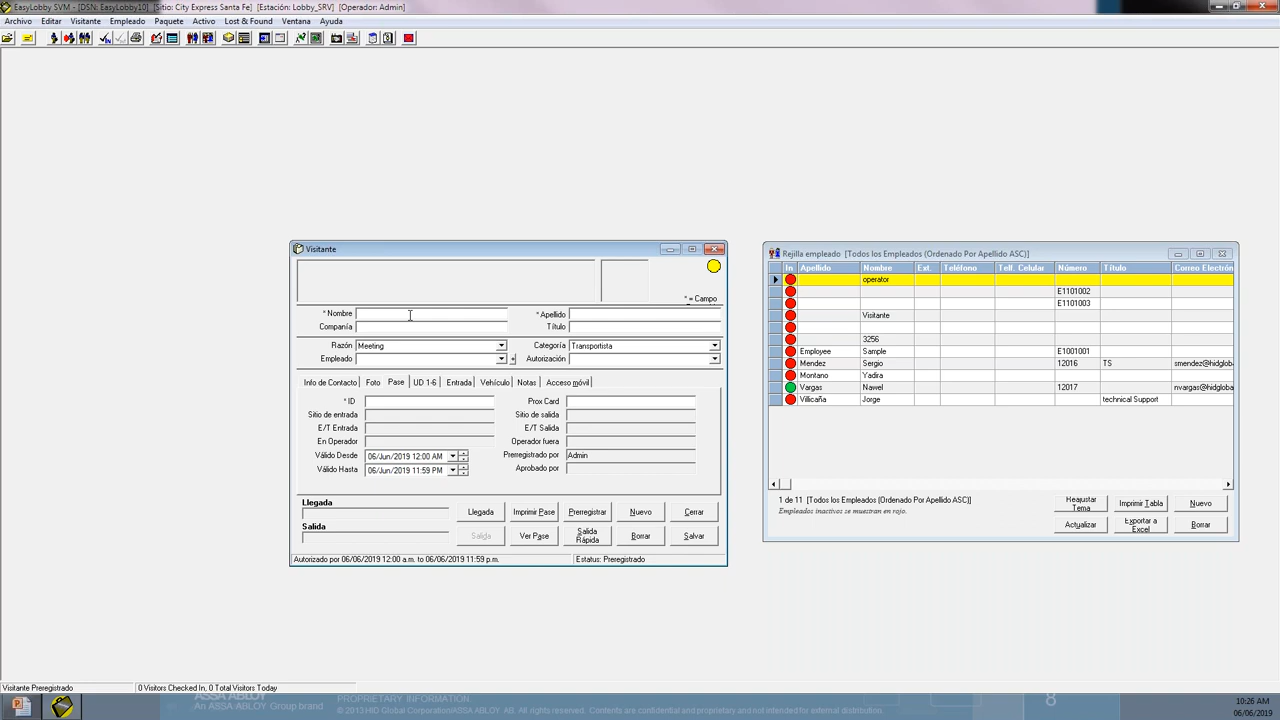 EasyLobby SVM - [DSN: EasyLobby10] [Sitio: City Express Santa Fe] [Estación: Lobby_SRV] [Operador: Admin]
Archivo Editar Visitante Empleado Paquete Activo Lost & Found Ventana Ayuda
Visitante
* = Campo
* Nombre * Apellido
Compañía Título
Razón Meeting Categoría Transportista
Empleado Autorización
Info de Contacto Foto Pase UD 1-6 Entrada Vehículo Notas Acceso móvil
* ID Prox Card
Sitio de entrada Sitio de salida
E/T Entrada E/T Salida
En Operador Operador fuera
Válido Desde 06/Jun/2019 12:00 AM Prerregistrado por Admin
Válido Hasta 06/Jun/2019 11:59 PM Aprobado por
Llegada
Salida
Llegada Imprimir Pase Prerregistrar Nuevo Cerrar
Salida Ver Pase Salida Rápida Borrar Salvar
Autorizado por 06/06/2019 12:00 a.m. to 06/06/2019 11:59 p.m. Estatus: Preregistrado
Rejilla empleado [Todos los Empleados (Ordenado Por Apellido ASC)]
In Apellido Nombre Ext. Teléfono Telf. Celular Número Título Correo Electrón
operator
E1101002
E1101003
Visitante
3256
Employee Sample E1001001
Mendez Sergio 12016 TS smendez@hidglob
Montano Yadira
Vargas Nawel 12017 nvargas@hidgloba
Villicaña Jorge technical Support
1 de 11 [Todos los Empleados (Ordenado Por Apellido ASC)]
Empleados inactivos se muestran en rojo.
Reajustar Tema Imprimir Tabla Nuevo
Actualizar Exportar a Excel Borrar
Visitante Preregistrado 0 Visitors Checked In, 0 Total Visitors Today
ASSA ABLOY
An ASSA ABLOY Group brand
PROPRIETARY INFORMATION
© 2013 HID Global Corporation/ASSA ABLOY AB. All rights reserved. Contents are confidential and proprietary and not intended for external distribution.
8
10:26 AM
06/06/2019